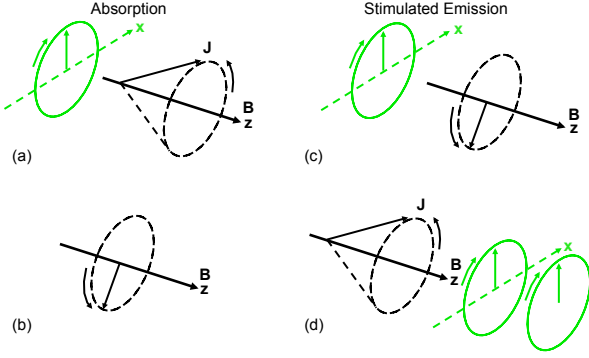 Absorption
Stimulated Emission
x
J
B
z
(a)
x
B
z
(c)
B
z
(b)
J
B
z
x
(d)